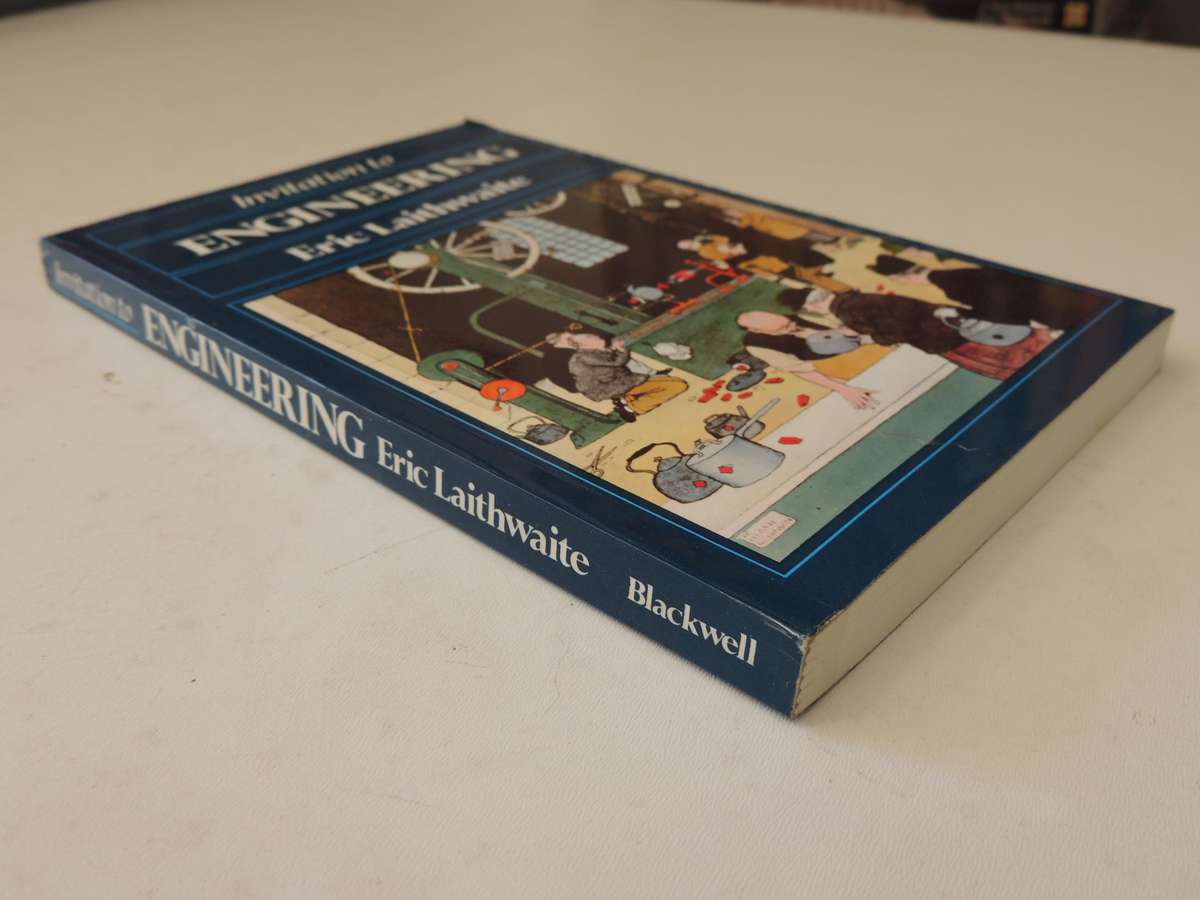 Invitation to
ENGINEERING
Eric Laithwaite
Invitation to ENGINEERING Eric Laithwaite Blackwell